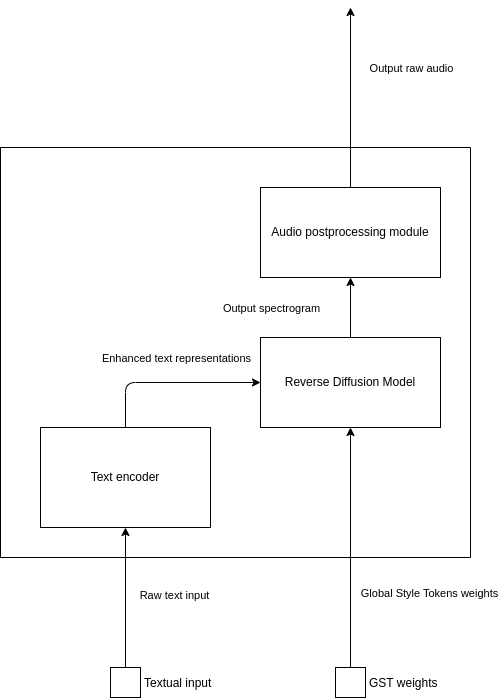 Output raw audio
Audio postprocessing module
Output spectrogram
Enhanced text representations
Reverse Diffusion Model
Text encoder
Raw text input
Global Style Tokens weights
Textual input
GST weights